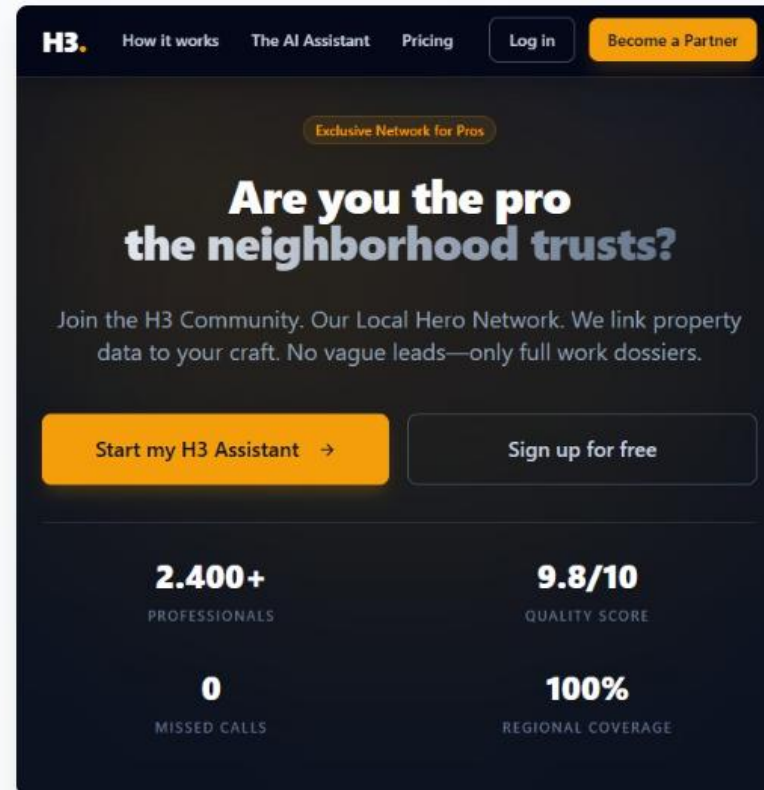 H3. How it works The AI Assistant Pricing Log in Become a Partner
Exclusive Network for Pros
Are you the pro
the neighborhood trusts?
Join the H3 Community. Our Local Hero Network. We link property
data to your craft. No vague leads—only full work dossiers.
Start my H3 Assistant → Sign up for free
2.400+ 9.8/10
PROFESSIONALS QUALITY SCORE
0 100%
MISSED CALLS REGIONAL COVERAGE